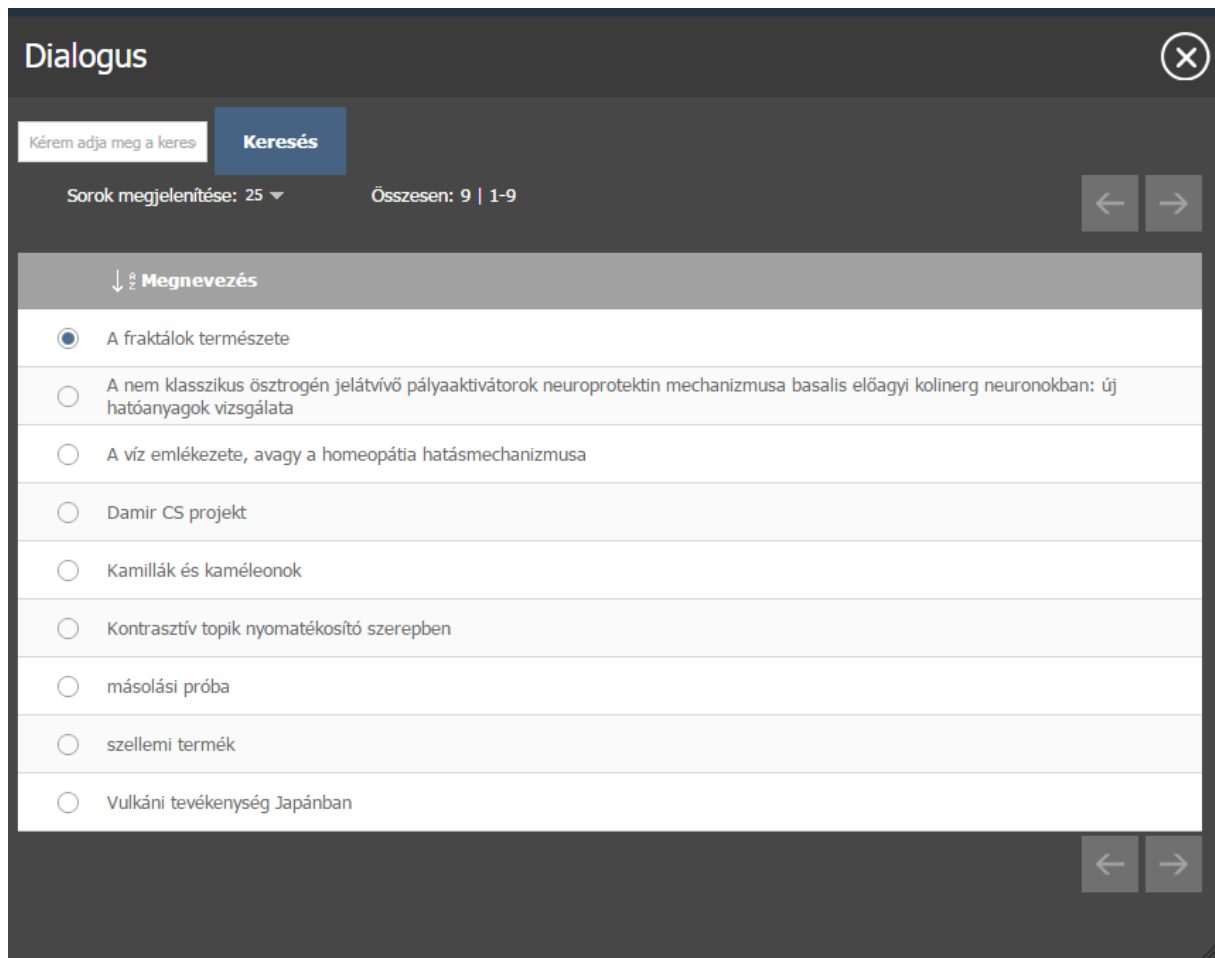 Dialogus
Kérem adja meg a keres
Keresés
Sorok megjelenítése: 25
Összesen: 9 | 1-9
Megnevezés
A fraktálok természete
A nem klasszikus ösztrogén jelátvívő pályaaktivátorok neuroprotektin mechanizmusa basalis előagyi kolinerg neuronokban: új
hatóanyagok vizsgálata
A víz emlékezete, avagy a homeopátia hatásmechanizmusa
Damir CS projekt
Kamillák és kaméleonok
Kontrasztív topik nyomatékosító szerepben
másolási próba
szellemi termék
Vulkáni tevékenység Japánban